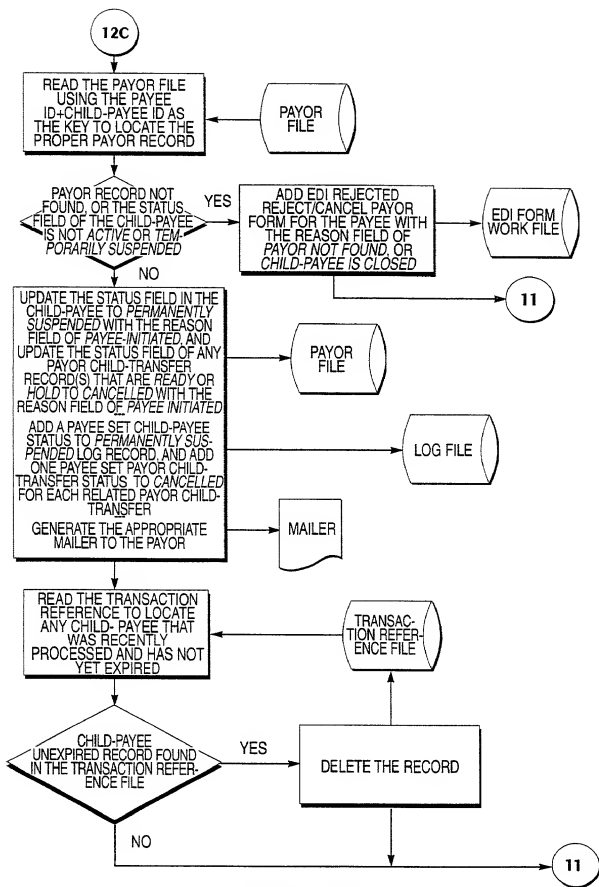 12C
READ THE PAYOR FILE
USING THE PAYEE
ID+CHILD-PAYEE ID AS
THE KEY TO LOCATE THE
PROPER PAYOR RECORD
PAYOR
FILE
PAYOR RECORD NOT
FOUND, OR THE STATUS
FIELD OF THE CHILD-PAYEE
IS NOT ACTIVE OR TEM-
PORARILY SUSPENDED
YES
ADD EDI REJECTED
REJECT/CANCEL PAYOR
FORM FOR THE PAYEE WITH
THE REASON FIELD OF
PAYOR NOT FOUND, OR
CHILD-PAYEE IS CLOSED
EDI FORM
WORK FILE
11
NO
UPDATE THE STATUS FIELD IN THE
CHILD-PAYEE TO PERMANENTLY
SUSPENDED WITH THE REASON
FIELD OF PAYEE-INITIATED, AND
UPDATE THE STATUS FIELD OF ANY
PAYOR CHILD-TRANSFER
RECORD(S) THAT ARE READY OR
HOLD TO CANCELLED WITH THE
REASON FIELD OF PAYEE INITIATED
PAYOR
FILE
ADD A PAYEE SET CHILD-PAYEE
STATUS TO PERMANENTLY SUS-
PENDED LOG RECORD, AND ADD
ONE PAYEE SET PAYOR CHILD-
TRANSFER STATUS TO CANCELLED
FOR EACH RELATED PAYOR CHILD-
TRANSFER
LOG FILE
GENERATE THE APPROPRIATE
MAILER TO THE PAYOR
MAILER
READ THE TRANSACTION
REFERENCE TO LOCATE
ANY CHILD- PAYEE THAT
WAS RECENTLY
PROCESSED AND HAS NOT
YET EXPIRED
TRANSAC-
TION REFER-
ENCE FILE
CHILD-PAYEE
UNEXPIRED RECORD FOUND
IN THE TRANSACTION REFER-
ENCE FILE
YES
DELETE THE RECORD
NO
11